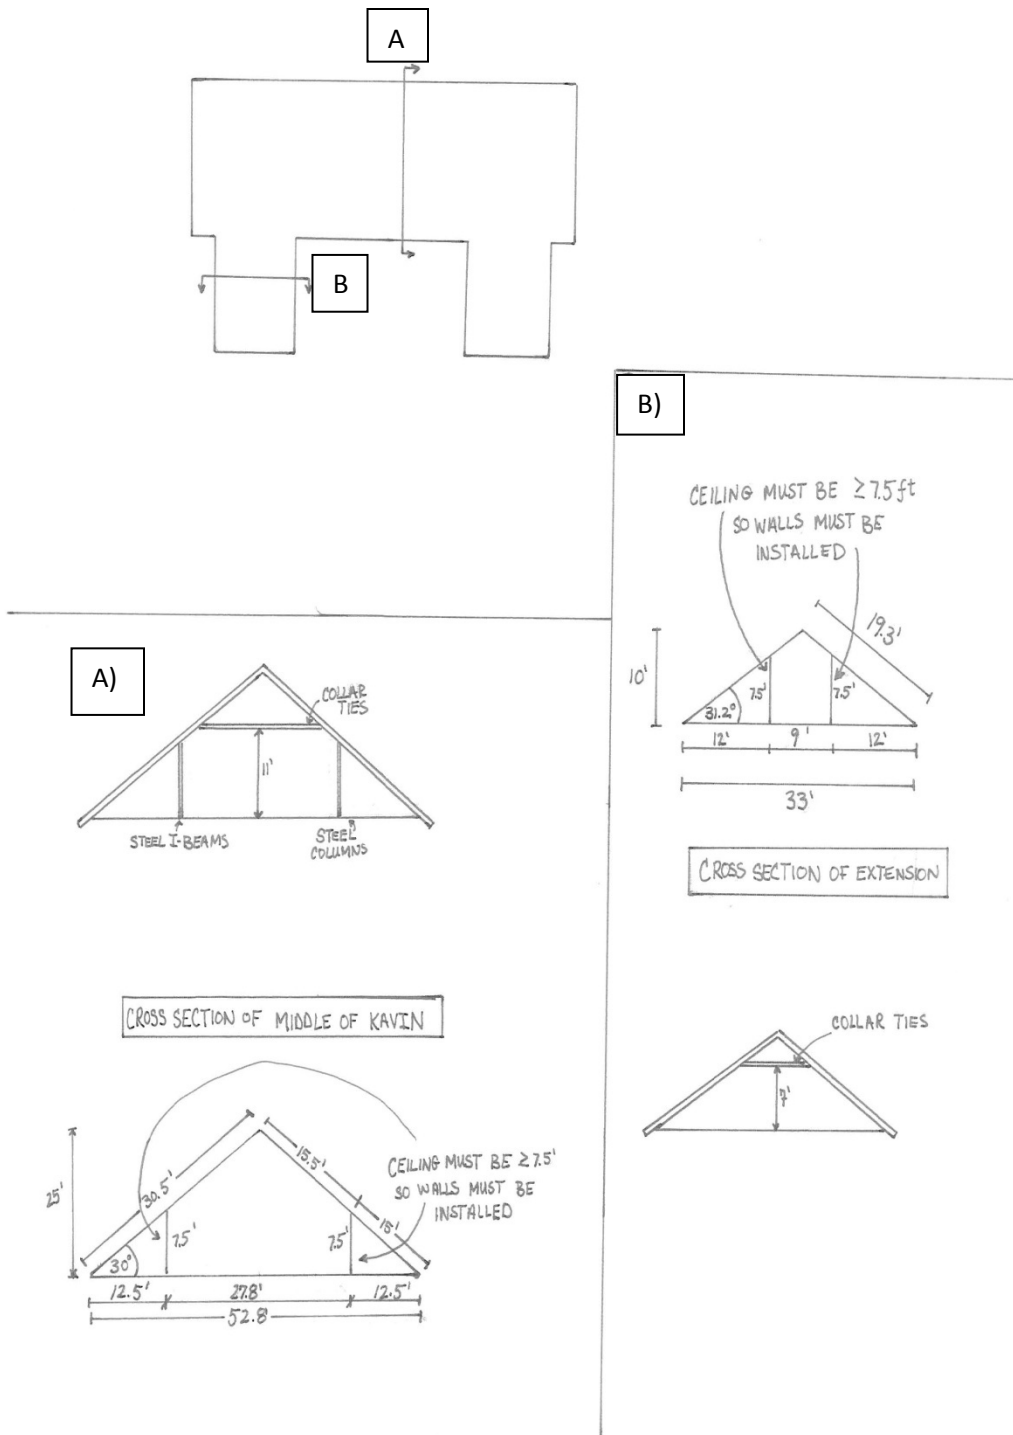 A
B
B)
CEILING MUST BE ≥7.5ft
SO WALLS MUST BE
INSTALLED
19.3'
10'
7.5'
7.5'
31.2°
12'
9'
12'
33'
CROSS SECTION OF EXTENSION
COLLAR TIES
7'
A)
COLLAR
TIES
11'
STEEL I-BEAMS
STEEL
COLUMNS
CROSS SECTION OF MIDDLE OF KAVIN
25'
30.5'
15.5'
15'
CEILING MUST BE ≥7.5'
SO WALLS MUST BE
INSTALLED
7.5'
7.5'
30°
12.5'
27.8'
12.5'
52.8'